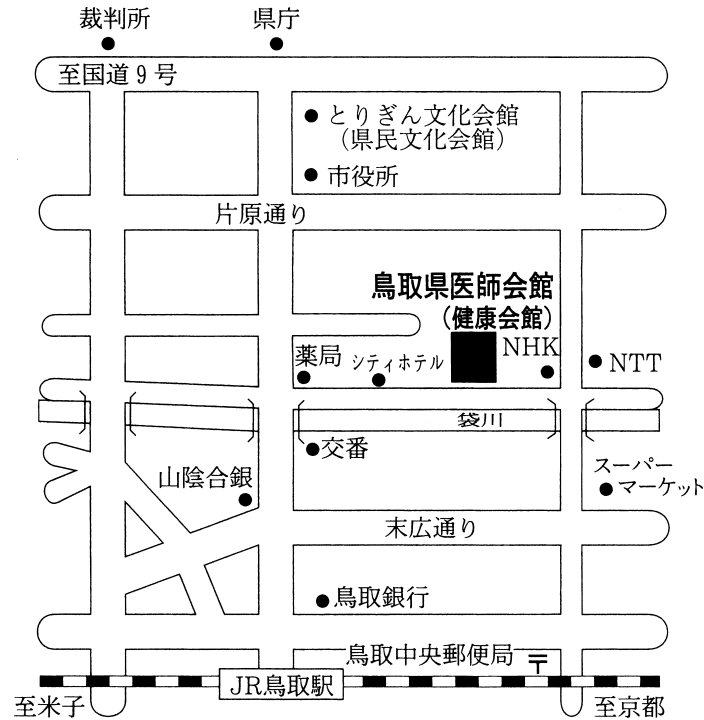 裁判所
県庁
至国道9号
とりぎん文化会館
（県民文化会館）
市役所
片原通り
鳥取県医師会館
（健康会館）
薬局
シティホテル
NHK
NTT
袋川
交番
山陰合銀
スーパー
マーケット
末広通り
鳥取銀行
鳥取中央郵便局 〒
JR鳥取駅
至米子
至京都